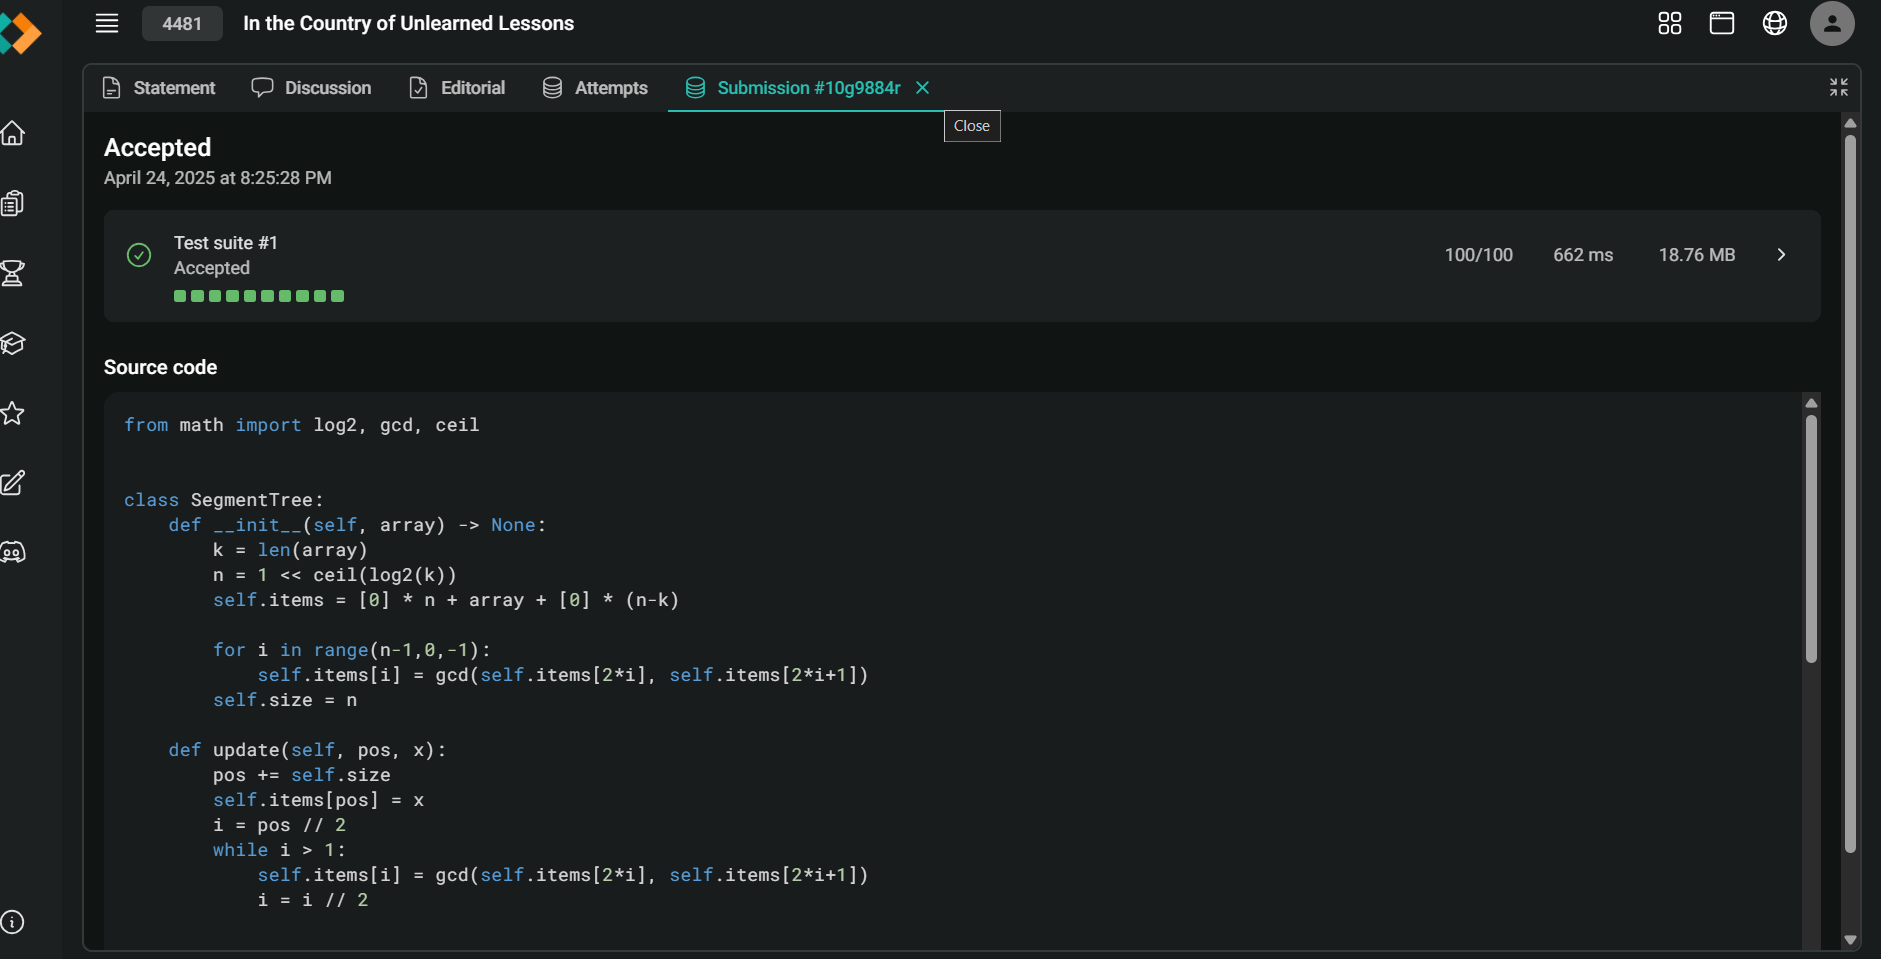 4481 In the Country of Unlearned Lessons
Statement Discussion Editorial Attempts Submission #10g9884r
Close
Accepted
April 24, 2025 at 8:25:28 PM
Test suite #1
Accepted
100/100 662 ms 18.76 MB
Source code
from math import log2, gcd, ceil
class SegmentTree:
    def __init__(self, array) -> None:
        k = len(array)
        n = 1 << ceil(log2(k))
        self.items = [0] * n + array + [0] * (n-k)
        for i in range(n-1,0,-1):
            self.items[i] = gcd(self.items[2*i], self.items[2*i+1])
        self.size = n
    def update(self, pos, x):
        pos += self.size
        self.items[pos] = x
        i = pos // 2
        while i > 1:
            self.items[i] = gcd(self.items[2*i], self.items[2*i+1])
            i = i // 2